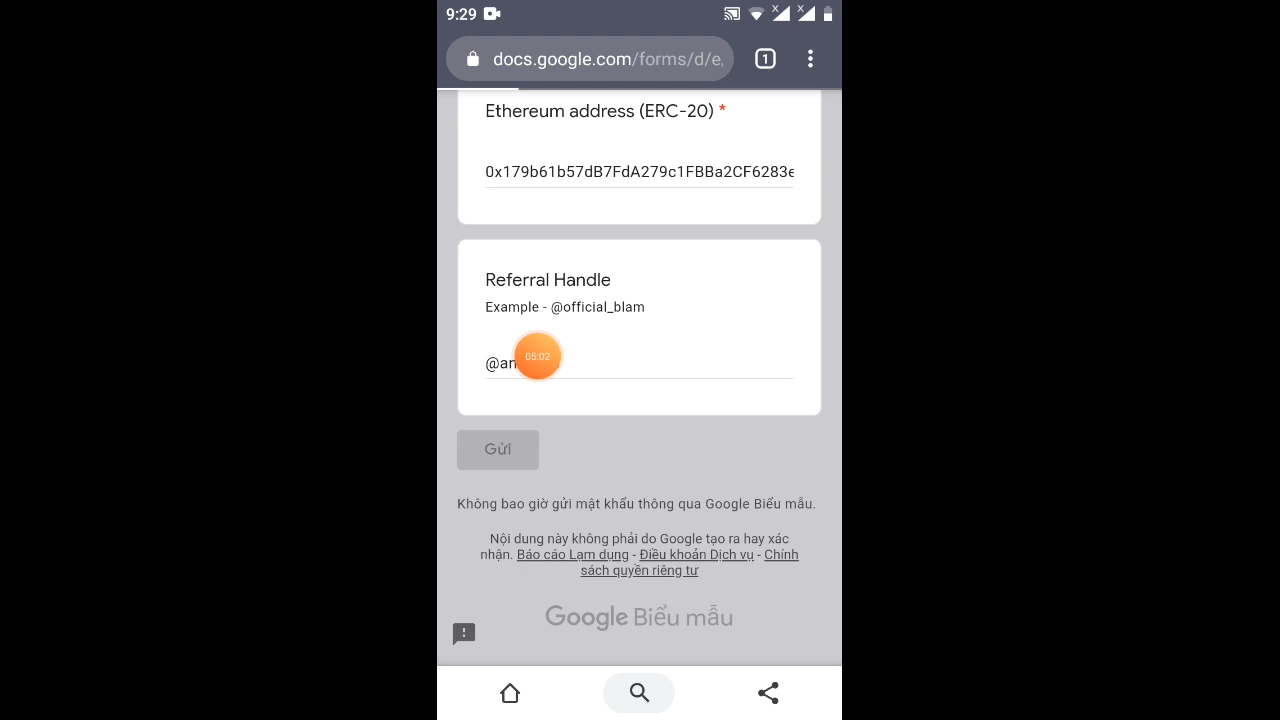 9:29
docs.google.com/forms/d/e/
1
Ethereum address (ERC-20) *
0x179b61b57dB7FdA279c1FBBa2CF6283e
Referral Handle
Example - @official_blam
05:02
Gửi
Không bao giờ gửi mật khẩu thông qua Google Biểu mẫu.
Nội dung này không phải do Google tạo ra hay xác
nhận. Báo cáo Lạm dụng - Điều khoản Dịch vụ - Chính
sách quyền riêng tư
Google Biểu mẫu